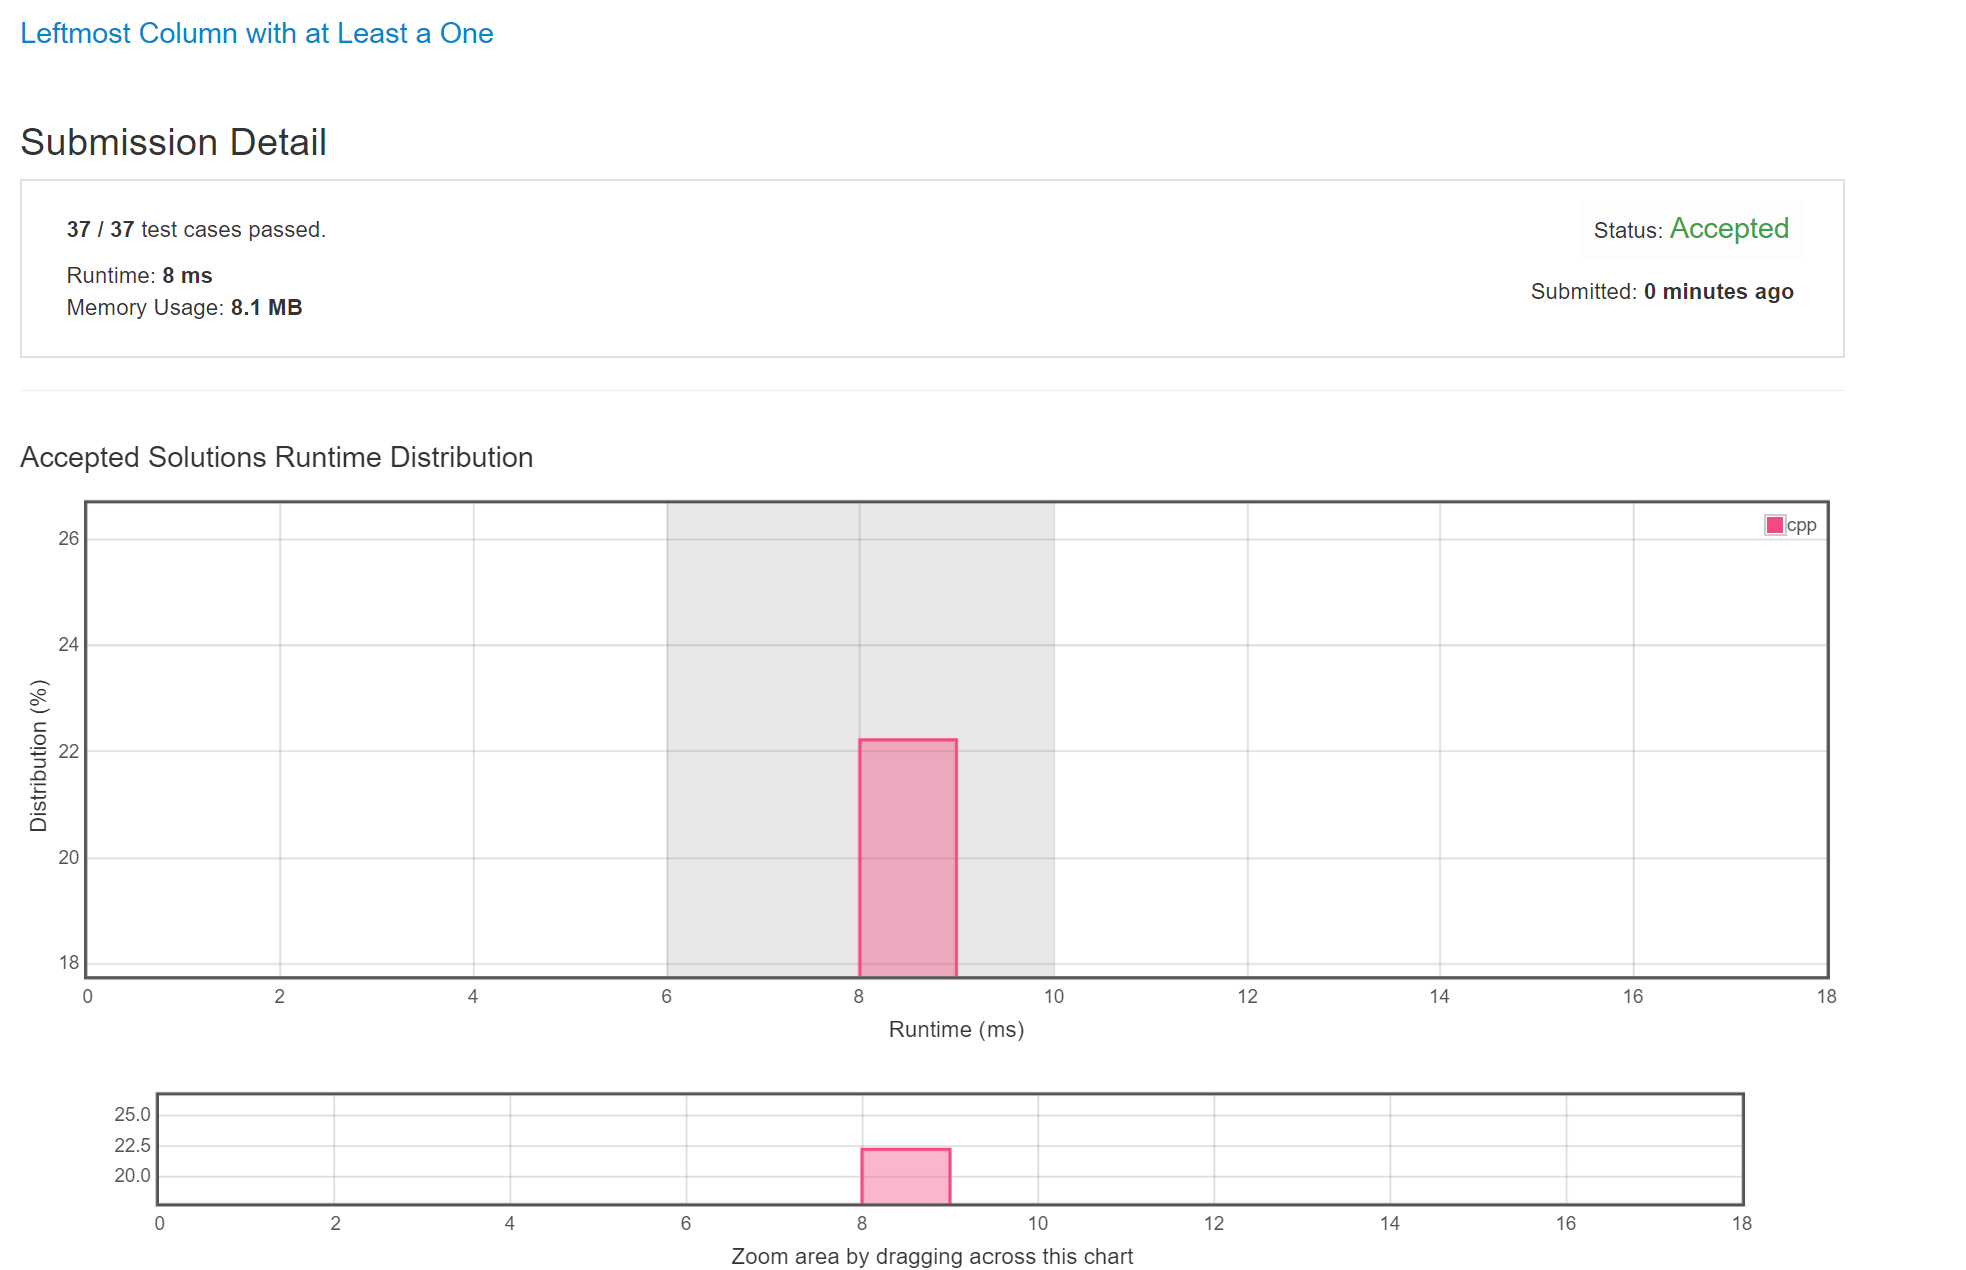 Leftmost Column with at Least a One
Submission Detail
37 / 37 test cases passed.
Status: Accepted
Runtime: 8 ms
Submitted: 0 minutes ago
Memory Usage: 8.1 MB
Accepted Solutions Runtime Distribution
cpp
26
24
22
20
18
Distribution (%)
0 2 4 6 8 10 12 14 16 18
Runtime (ms)
25.0
22.5
20.0
0 2 4 6 8 10 12 14 16 18
Zoom area by dragging across this chart